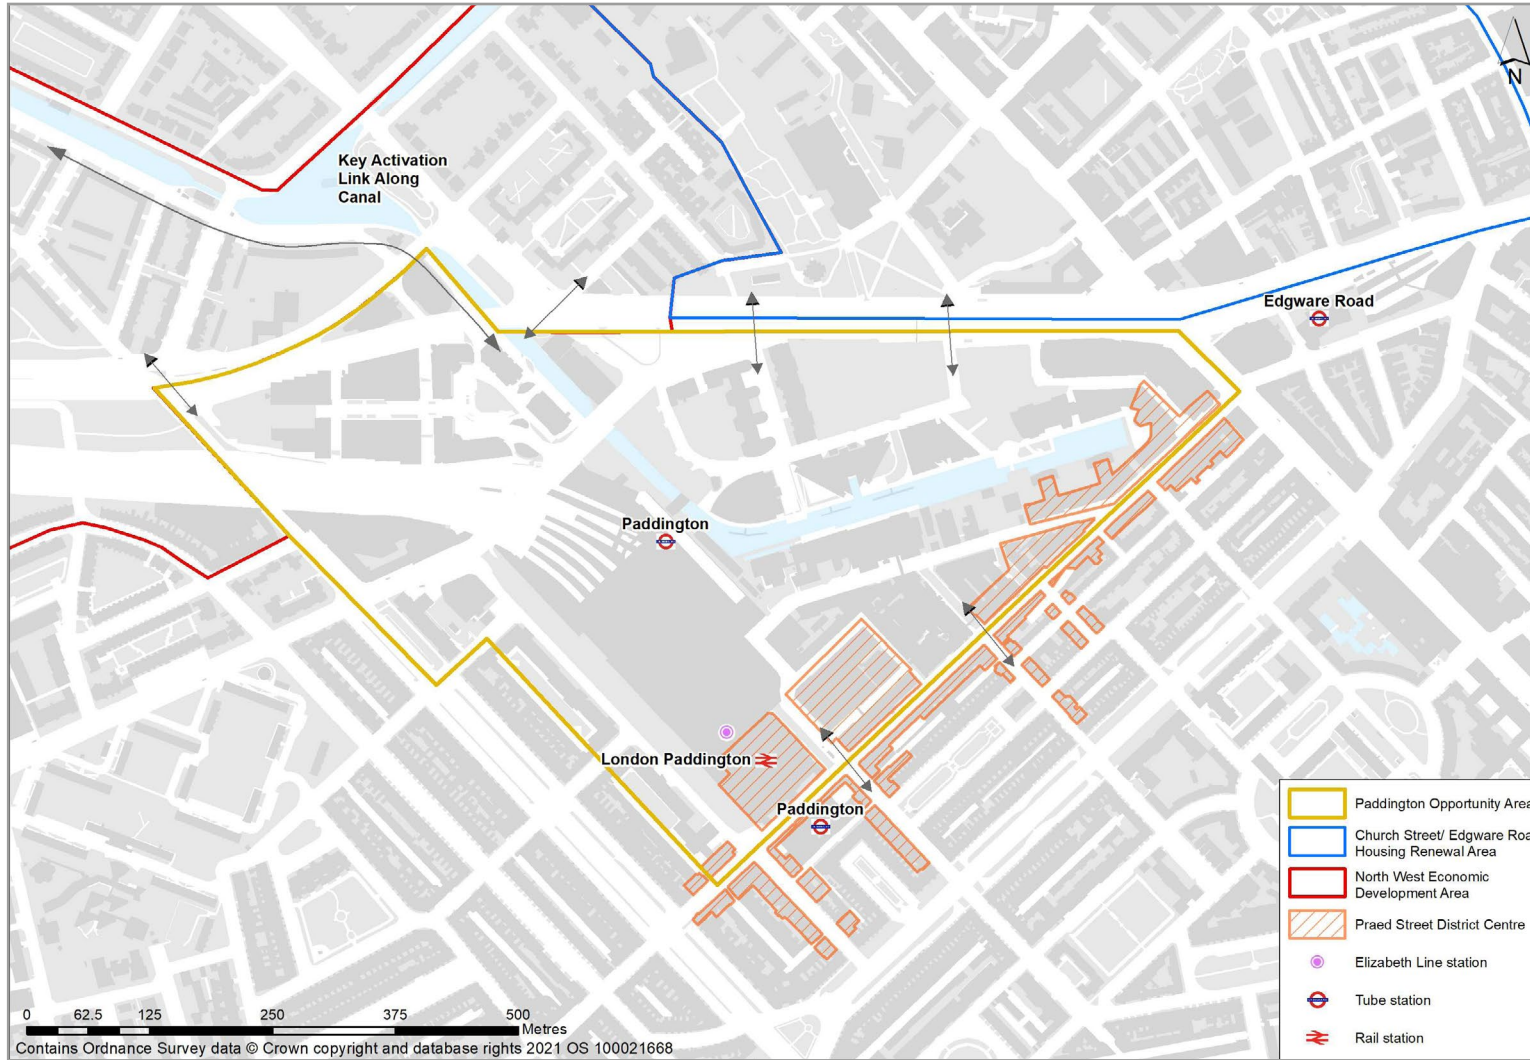 N
Key Activation
Link Along
Canal
Edgware Road
Paddington
London Paddington
Paddington
Paddington Opportunity Area
Church Street/ Edgware Roa
Housing Renewal Area
North West Economic
Development Area
Praed Street District Centre
Elizabeth Line station
Tube station
Rail station
0 62.5 125 250 375 500
Metres
Contains Ordnance Survey data © Crown copyright and database rights 2021 OS 100021668